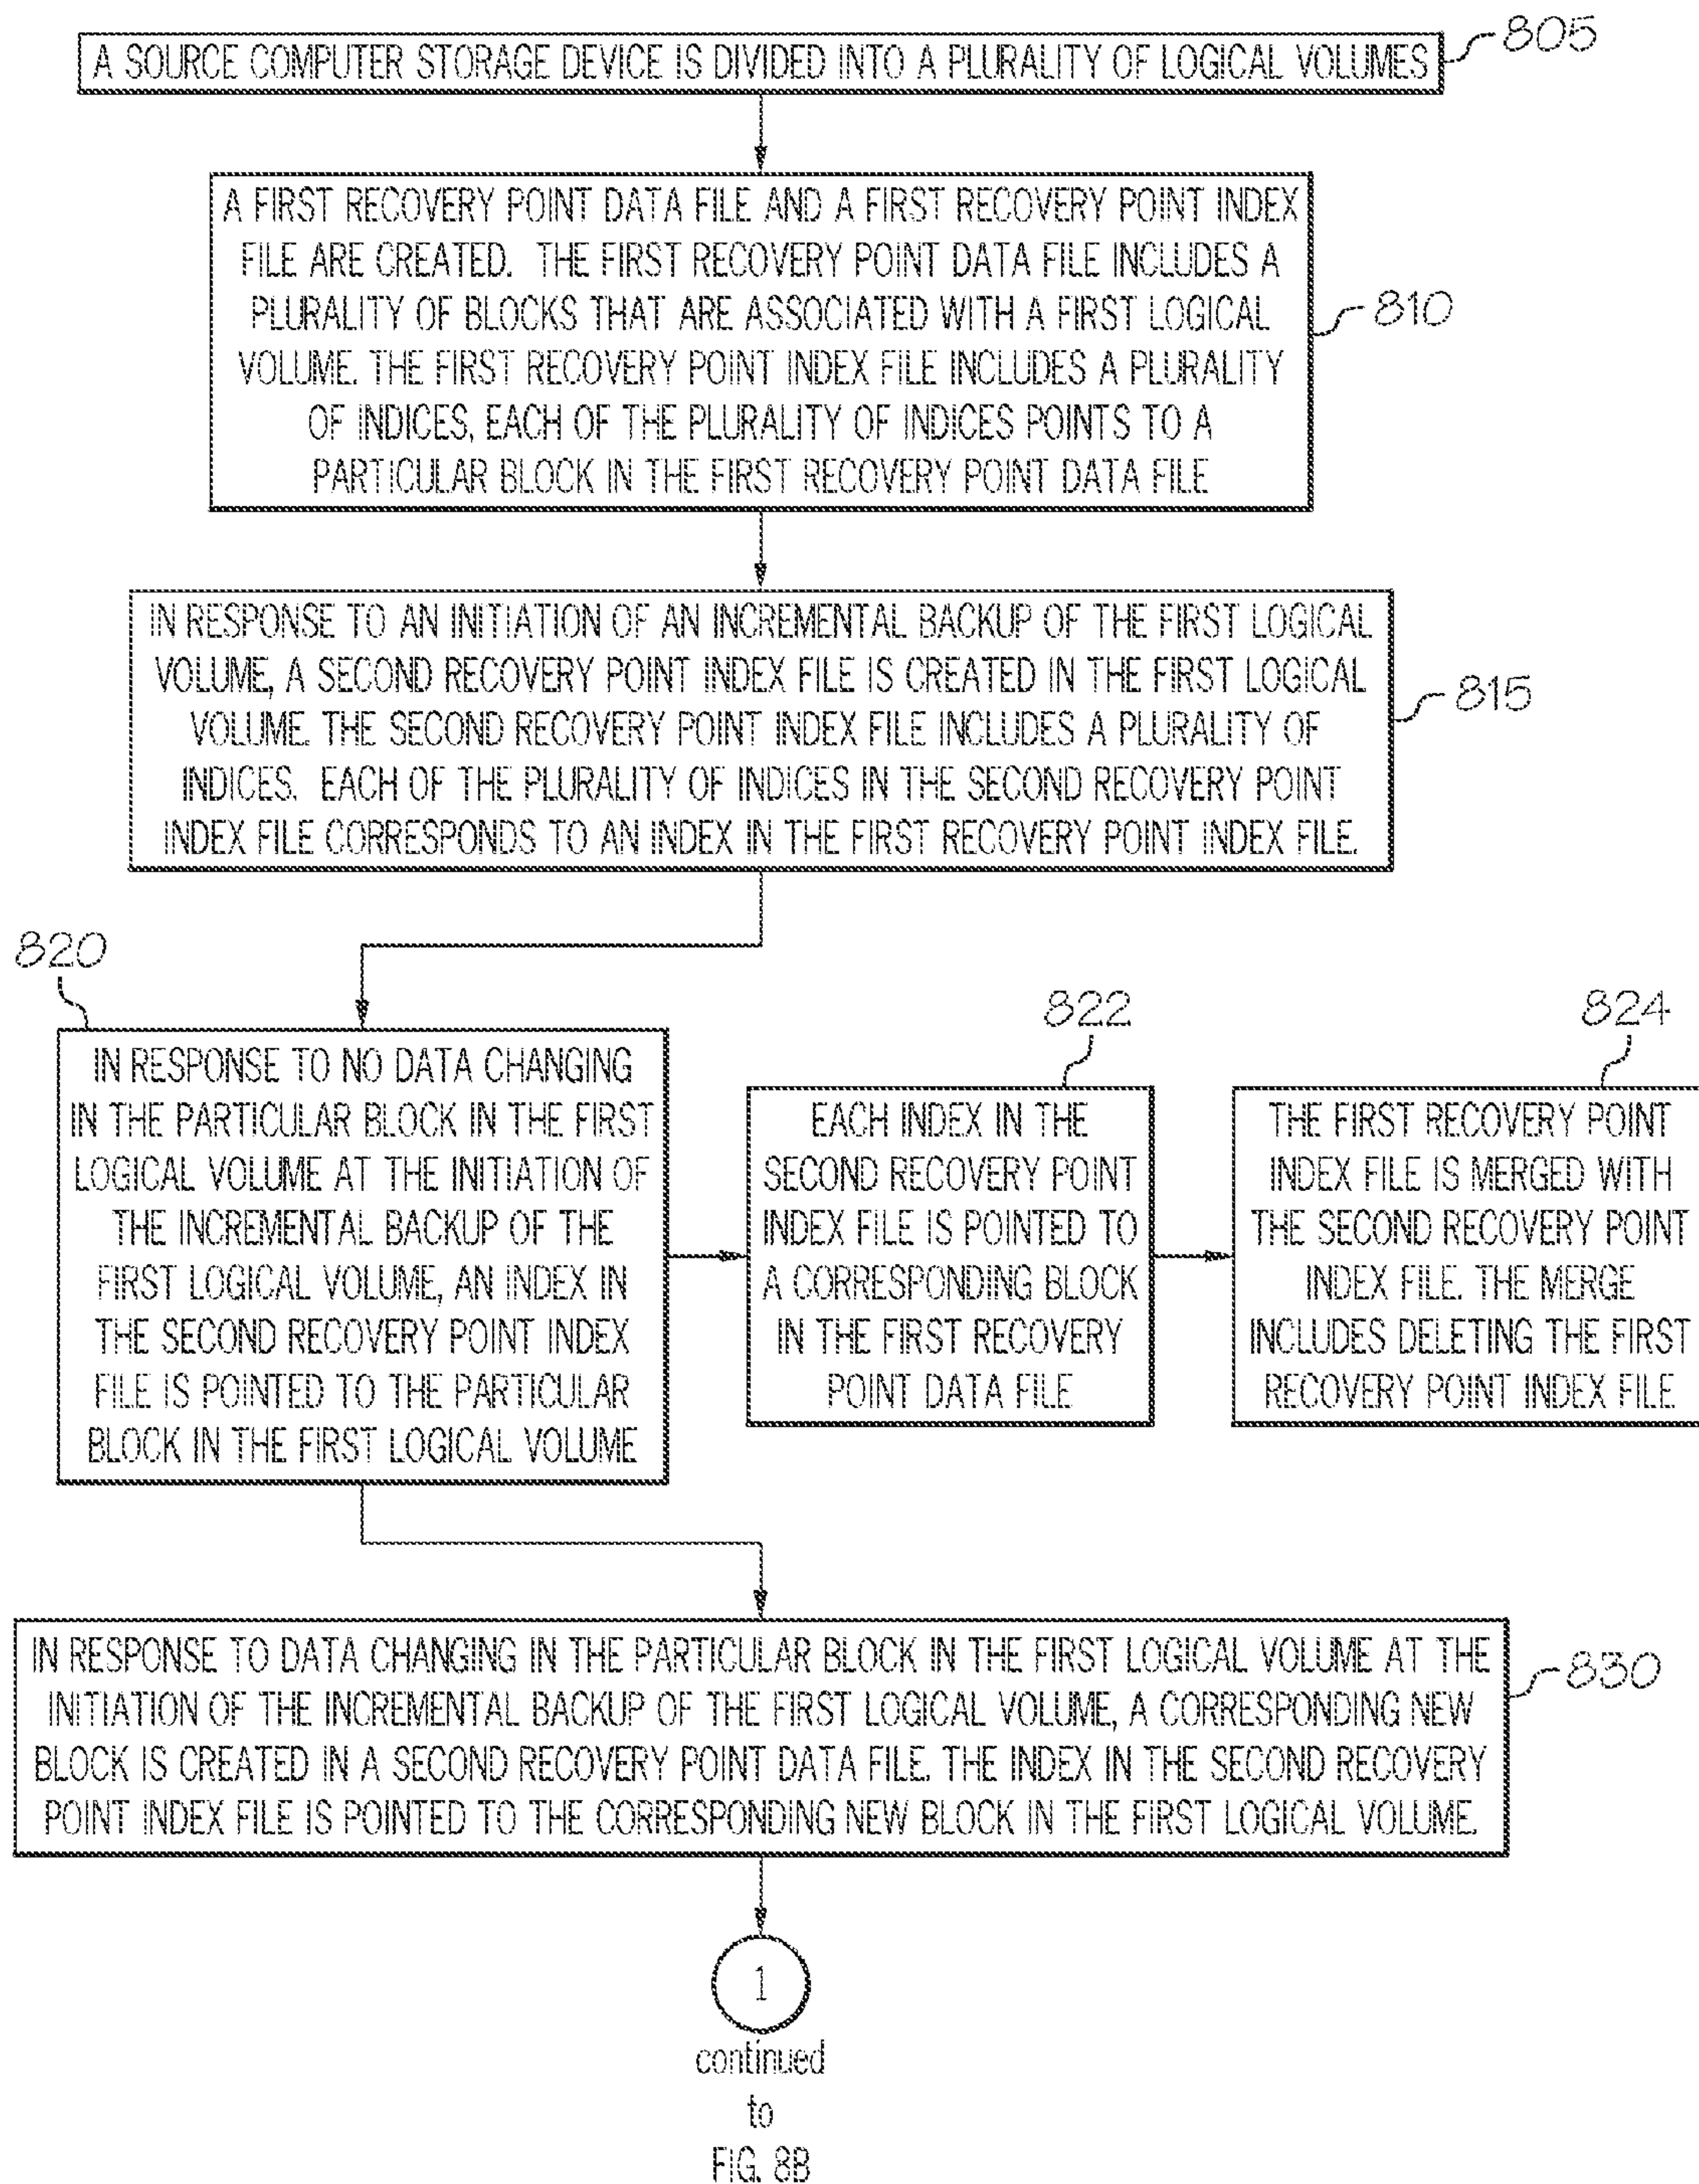 A SOURCE COMPUTER STORAGE DEVICE IS DIVIDED INTO A PLURALITY OF LOGICAL VOLUMES
805
A FIRST RECOVERY POINT DATA FILE AND A FIRST RECOVERY POINT INDEX
FILE ARE CREATED. THE FIRST RECOVERY POINT DATA FILE INCLUDES A
PLURALITY OF BLOCKS THAT ARE ASSOCIATED WITH A FIRST LOGICAL
VOLUME. THE FIRST RECOVERY POINT INDEX FILE INCLUDES A PLURALITY
OF INDICES, EACH OF THE PLURALITY OF INDICES POINTS TO A
PARTICULAR BLOCK IN THE FIRST RECOVERY POINT DATA FILE
810
IN RESPONSE TO AN INITIATION OF AN INCREMENTAL BACKUP OF THE FIRST LOGICAL
VOLUME, A SECOND RECOVERY POINT INDEX FILE IS CREATED IN THE FIRST LOGICAL
VOLUME. THE SECOND RECOVERY POINT INDEX FILE INCLUDES A PLURALITY OF
INDICES. EACH OF THE PLURALITY OF INDICES IN THE SECOND RECOVERY POINT
INDEX FILE CORRESPONDS TO AN INDEX IN THE FIRST RECOVERY POINT INDEX FILE.
815
820
IN RESPONSE TO NO DATA CHANGING
IN THE PARTICULAR BLOCK IN THE FIRST
LOGICAL VOLUME AT THE INITIATION OF
THE INCREMENTAL BACKUP OF THE
FIRST LOGICAL VOLUME, AN INDEX IN
THE SECOND RECOVERY POINT INDEX
FILE IS POINTED TO THE PARTICULAR
BLOCK IN THE FIRST LOGICAL VOLUME
822
EACH INDEX IN THE
SECOND RECOVERY POINT
INDEX FILE IS POINTED TO
A CORRESPONDING BLOCK
IN THE FIRST RECOVERY
POINT DATA FILE
824
THE FIRST RECOVERY POINT
INDEX FILE IS MERGED WITH
THE SECOND RECOVERY POINT
INDEX FILE. THE MERGE
INCLUDES DELETING THE FIRST
RECOVERY POINT INDEX FILE
IN RESPONSE TO DATA CHANGING IN THE PARTICULAR BLOCK IN THE FIRST LOGICAL VOLUME AT THE
INITIATION OF THE INCREMENTAL BACKUP OF THE FIRST LOGICAL VOLUME, A CORRESPONDING NEW
BLOCK IS CREATED IN A SECOND RECOVERY POINT DATA FILE. THE INDEX IN THE SECOND RECOVERY
POINT INDEX FILE IS POINTED TO THE CORRESPONDING NEW BLOCK IN THE FIRST LOGICAL VOLUME.
830
1
continued
to
FIG. 8B